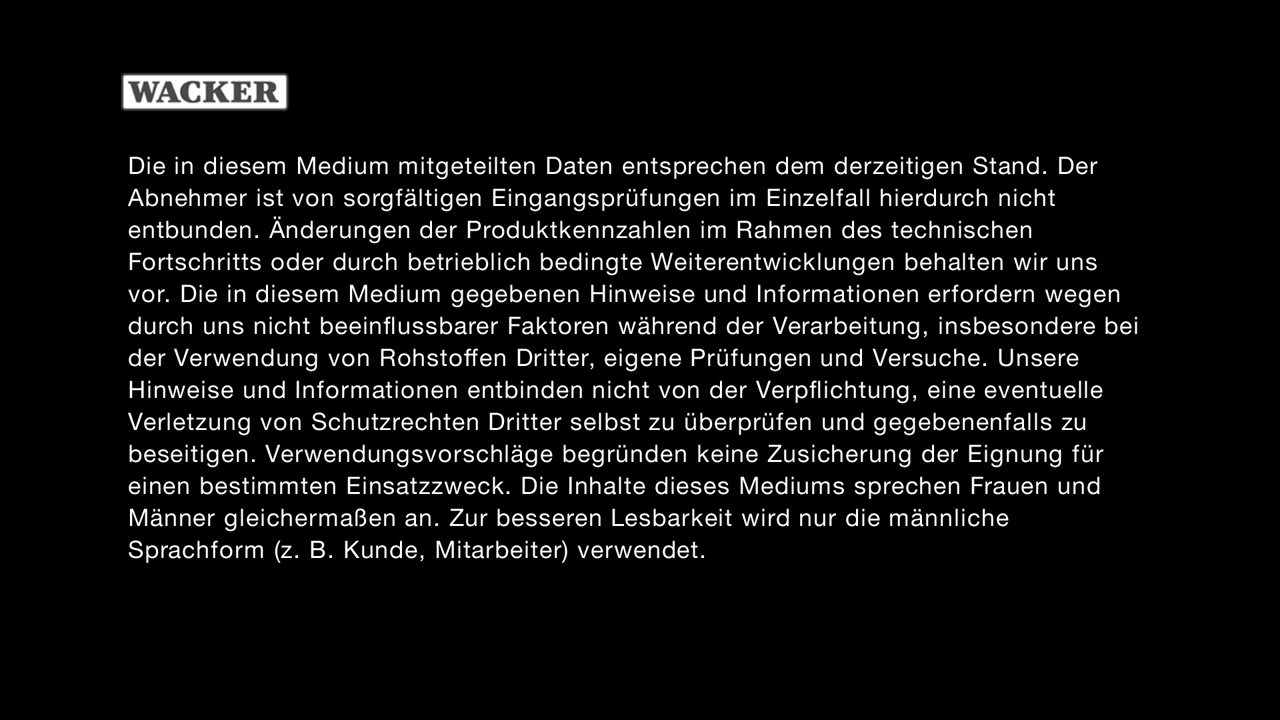 WACKER
Die in diesem Medium mitgeteilten Daten entsprechen dem derzeitigen Stand. Der
Abnehmer ist von sorgfältigen Eingangsprüfungen im Einzelfall hierdurch nicht
entbunden. Änderungen der Produktkennzahlen im Rahmen des technischen
Fortschritts oder durch betrieblich bedingte Weiterentwicklungen behalten wir uns
vor. Die in diesem Medium gegebenen Hinweise und Informationen erfordern wegen
durch uns nicht beeinflussbarer Faktoren während der Verarbeitung, insbesondere bei
der Verwendung von Rohstoffen Dritter, eigene Prüfungen und Versuche. Unsere
Hinweise und Informationen entbinden nicht von der Verpflichtung, eine eventuelle
Verletzung von Schutzrechten Dritter selbst zu überprüfen und gegebenenfalls zu
beseitigen. Verwendungsvorschläge begründen keine Zusicherung der Eignung für
einen bestimmten Einsatzzweck. Die Inhalte dieses Mediums sprechen Frauen und
Männer gleichermaßen an. Zur besseren Lesbarkeit wird nur die männliche
Sprachform (z. B. Kunde, Mitarbeiter) verwendet.